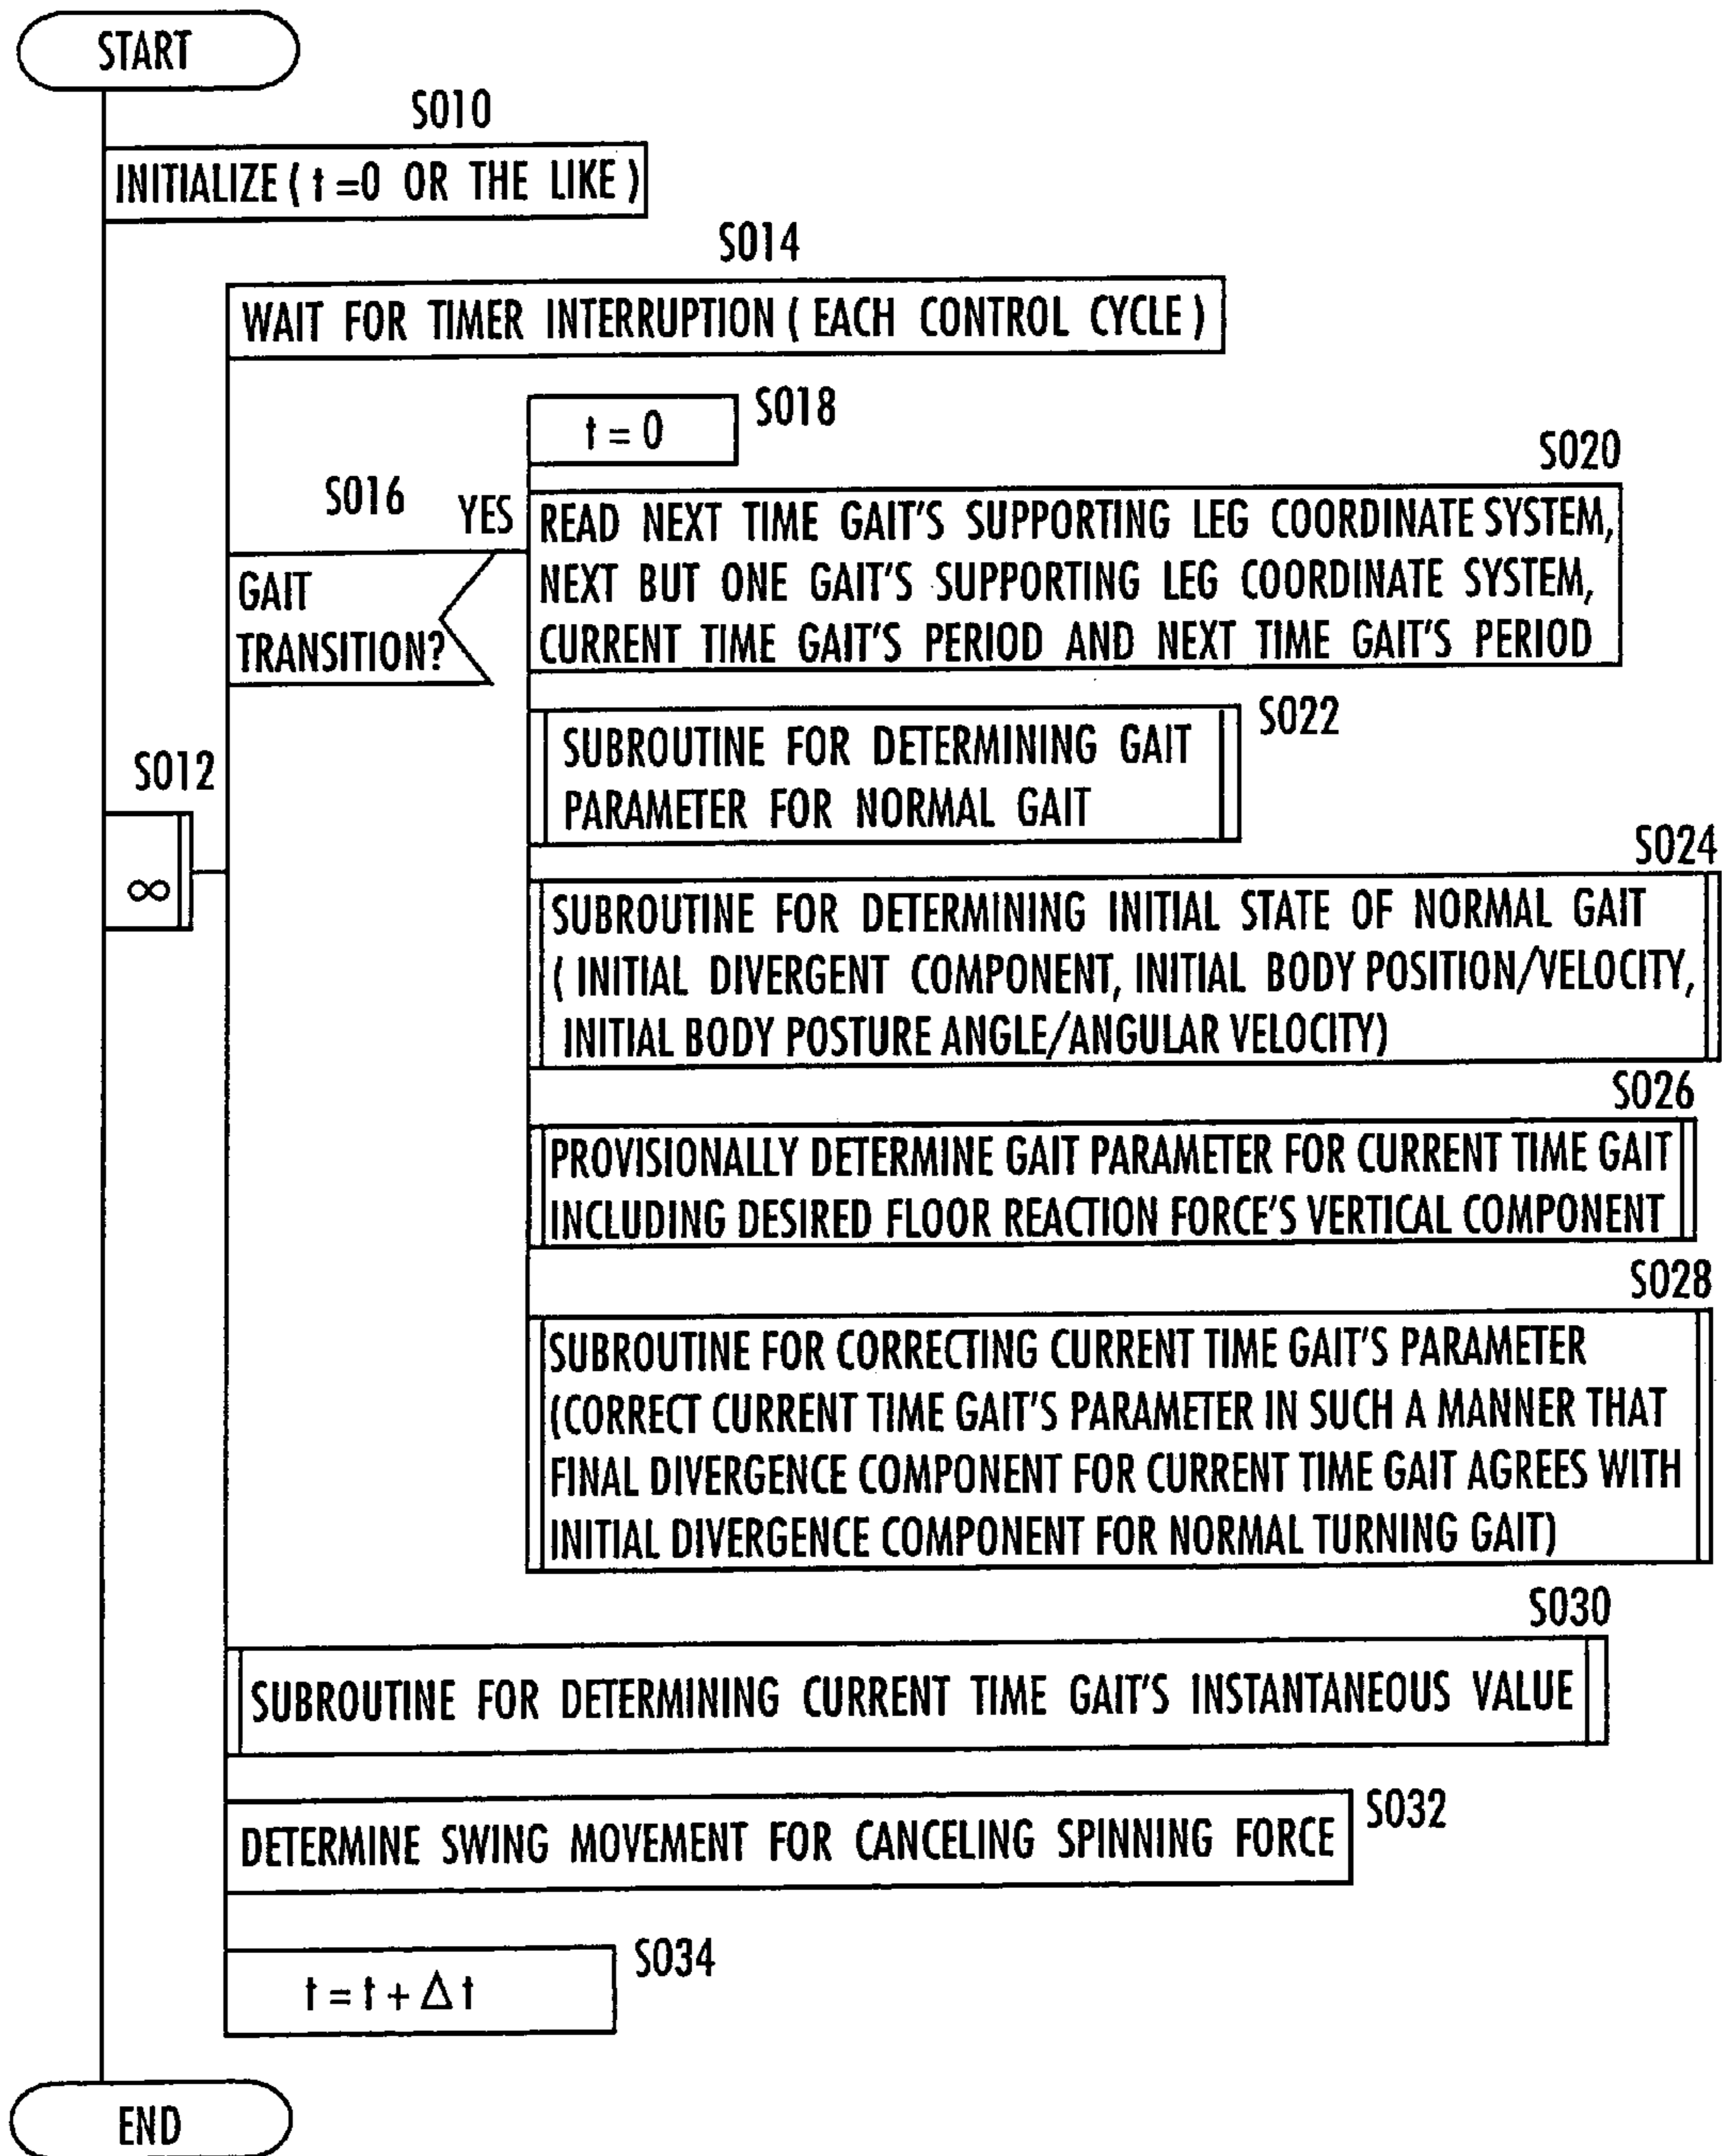 START
S010
INITIALIZE ( t =0 OR THE LIKE )
S014
WAIT FOR TIMER INTERRUPTION ( EACH CONTROL CYCLE )
t = 0
S018
S020
READ NEXT TIME GAIT'S SUPPORTING LEG COORDINATE SYSTEM,
NEXT BUT ONE GAIT'S SUPPORTING LEG COORDINATE SYSTEM,
CURRENT TIME GAIT'S PERIOD AND NEXT TIME GAIT'S PERIOD
S016
YES
GAIT
TRANSITION?
S022
SUBROUTINE FOR DETERMINING GAIT
PARAMETER FOR NORMAL GAIT
S012
∞
S024
SUBROUTINE FOR DETERMINING INITIAL STATE OF NORMAL GAIT
( INITIAL DIVERGENT COMPONENT, INITIAL BODY POSITION/VELOCITY,
INITIAL BODY POSTURE ANGLE/ANGULAR VELOCITY)
S026
PROVISIONALLY DETERMINE GAIT PARAMETER FOR CURRENT TIME GAIT
INCLUDING DESIRED FLOOR REACTION FORCE'S VERTICAL COMPONENT
S028
SUBROUTINE FOR CORRECTING CURRENT TIME GAIT'S PARAMETER
(CORRECT CURRENT TIME GAIT'S PARAMETER IN SUCH A MANNER THAT
FINAL DIVERGENCE COMPONENT FOR CURRENT TIME GAIT AGREES WITH
INITIAL DIVERGENCE COMPONENT FOR NORMAL TURNING GAIT)
S030
SUBROUTINE FOR DETERMINING CURRENT TIME GAIT'S INSTANTANEOUS VALUE
S032
DETERMINE SWING MOVEMENT FOR CANCELING SPINNING FORCE
S034
t = t + Δ t
END